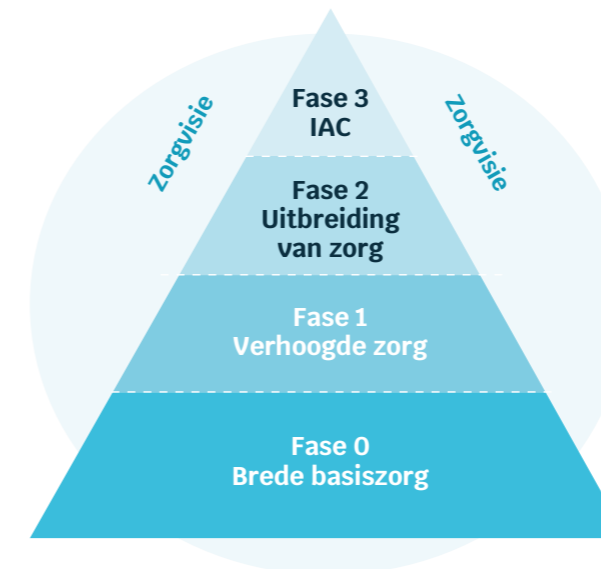 Fase 3
IAC
Zorgvisie
Zorgvisie
Fase 2
Uitbreiding
van zorg
Fase 1
Verhoogde zorg
Fase 0
Brede basiszorg